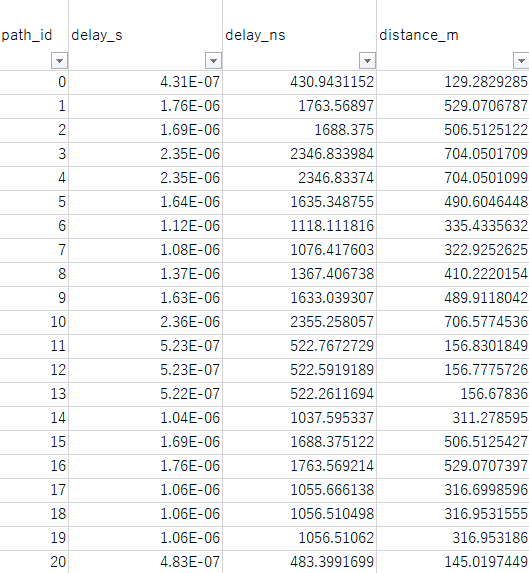 path_id delay_s delay_ns distance_m
0 4.31E-07 430.9431152 129.2829285
1 1.76E-06 1763.56897 529.0706787
2 1.69E-06 1688.375 506.5125122
3 2.35E-06 2346.833984 704.0501709
4 2.35E-06 2346.83374 704.0501099
5 1.64E-06 1635.348755 490.6046448
6 1.12E-06 1118.111816 335.4335632
7 1.08E-06 1076.417603 322.9252625
8 1.37E-06 1367.406738 410.2220154
9 1.63E-06 1633.039307 489.9118042
10 2.36E-06 2355.258057 706.5774536
11 5.23E-07 522.7672729 156.8301849
12 5.23E-07 522.5919189 156.7775726
13 5.22E-07 522.2611694 156.67836
14 1.04E-06 1037.595337 311.278595
15 1.69E-06 1688.375122 506.5125427
16 1.76E-06 1763.569214 529.0707397
17 1.06E-06 1055.666138 316.6998596
18 1.06E-06 1056.510498 316.9531555
19 1.06E-06 1056.51062 316.953186
20 4.83E-07 483.3991699 145.0197449